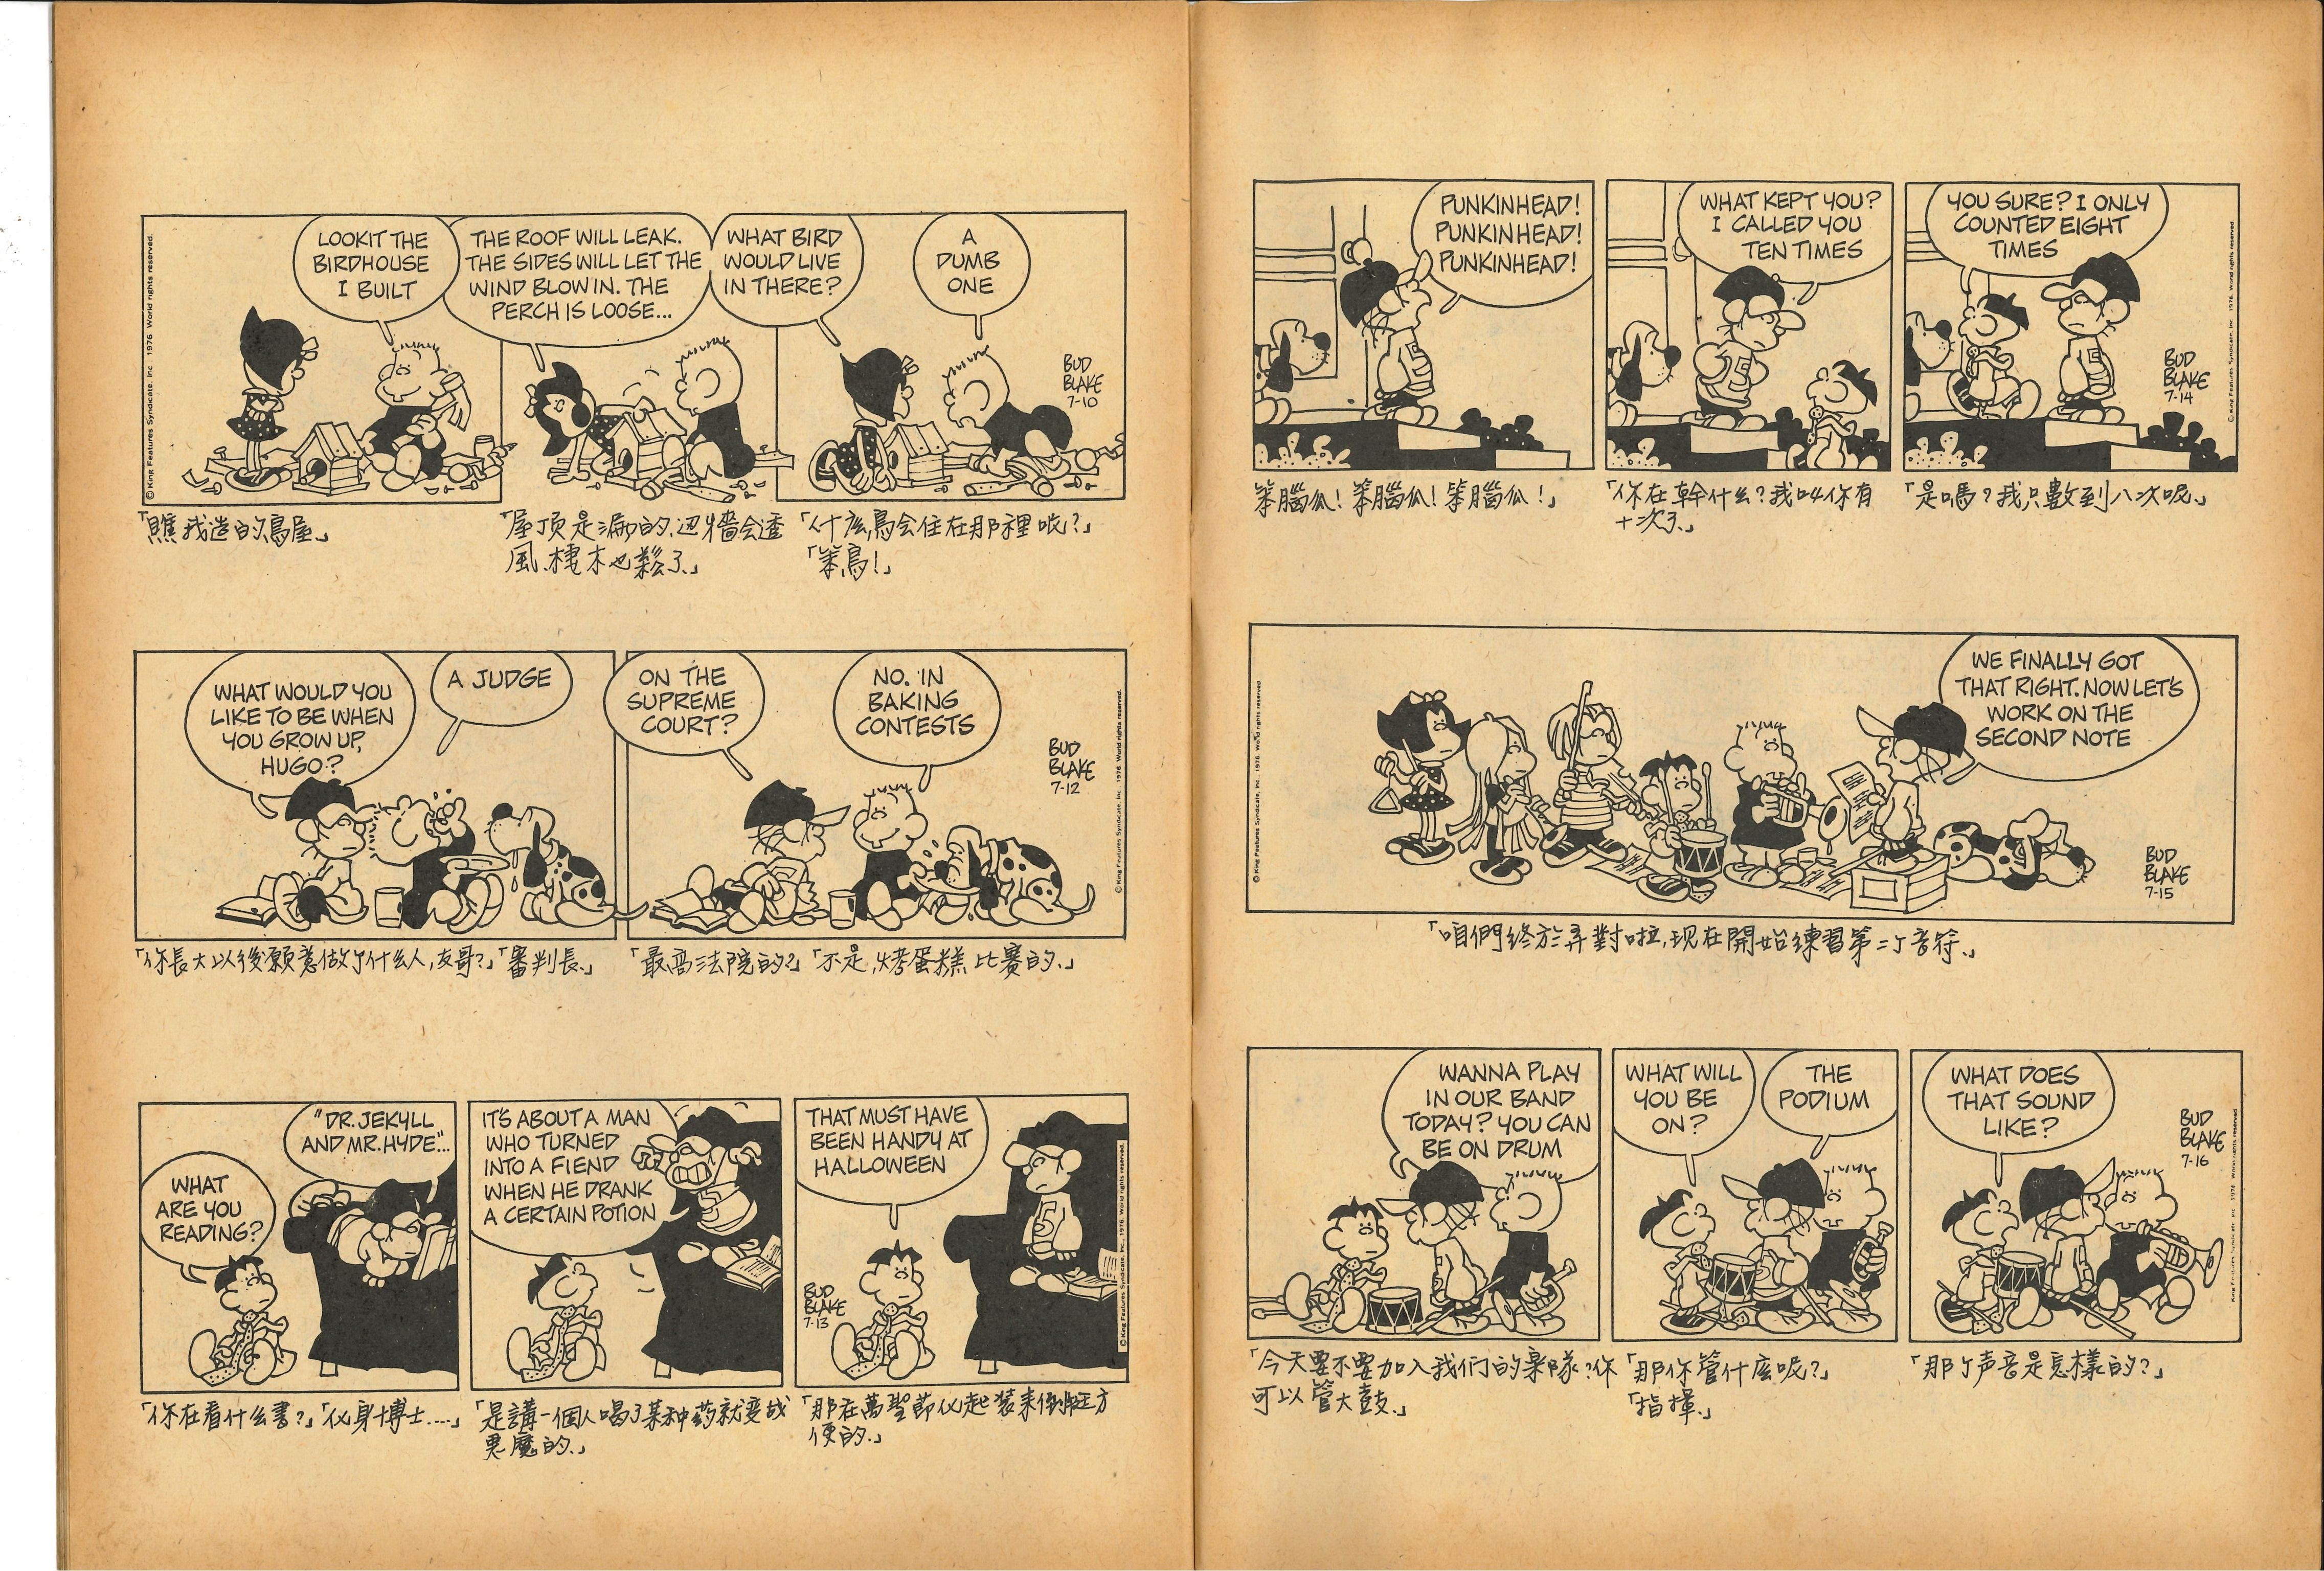 LOOKIT THE
BIRDHOUSE
I BUILT
THE ROOF WILL LEAK.
THE SIDES WILL LET THE
WIND BLOW IN. THE
PERCH IS LOOSE...
WHAT BIRD
WOULD LIVE
IN THERE?
A
DUMB
ONE
BUD
BLAKE
7-10
© King Features Syndicate, Inc 1976 World rights reserved.
「瞧我造的鳥屋」
「屋顶是漏的,边墻会透
風、棲木也鬆了.」
「什庅鳥会住在那裡呢?」
「笨鳥!」
WHAT WOULD YOU
LIKE TO BE WHEN
YOU GROW UP,
HUGO?
A JUDGE
ON THE
SUPREME
COURT?
NO. IN
BAKING
CONTESTS
BUD
BLAKE
7-12
© King Features Syndicate, Inc. 1976. World rights reserved.
「你長大以後願意做个什么人,友哥?」「審判長.」
「最高法院的?」「不是,烤蛋糕比賽的.」
WHAT
ARE YOU
READING?
"DR. JEKYLL
AND MR. HYDE"...
IT'S ABOUT A MAN
WHO TURNED
INTO A FIEND
WHEN HE DRANK
A CERTAIN POTION
THAT MUST HAVE
BEEN HANDY AT
HALLOWEEN
BUD
BLAKE
7-13
© King Features Syndicate, Inc., 1976. World rights reserved.
「你在看什么書?」「化身博士....」
「是講一個人喝了某种药就变成
悪魔的.」
「那在萬聖節化起装来倒挺方
便的.」
PUNKINHEAD!
PUNKINHEAD!
PUNKINHEAD!
WHAT KEPT YOU?
I CALLED YOU
TEN TIMES
YOU SURE? I ONLY
COUNTED EIGHT
TIMES
BUD
BLAKE
7-14
© King Features Syndicate, Inc 1976. World rights reserved
笨腦瓜!笨腦瓜!笨腦瓜!」
「你在幹什么?我叫你有
十次了.」
「是嗎?我只數到八次呢.」
WE FINALLY GOT
THAT RIGHT. NOW LET'S
WORK ON THE
SECOND NOTE
BUD
BLAKE
7-15
© King Features Syndicate, Inc. 1976. World rights reserved
「咱們终於弄對啦,现在開始練習第二个音符.」
WANNA PLAY
IN OUR BAND
TODAY? YOU CAN
BE ON DRUM
WHAT WILL
YOU BE
ON?
THE
PODIUM
WHAT DOES
THAT SOUND
LIKE?
BUD
BLAKE
7-16
King Features Syndicate, Inc 1976 World rights reserved.
「今天要不要加入我们的楽隊?你
可以管大鼓.」
「那你管什庅呢?」
「指揮.」
「那个声音是怎樣的?」